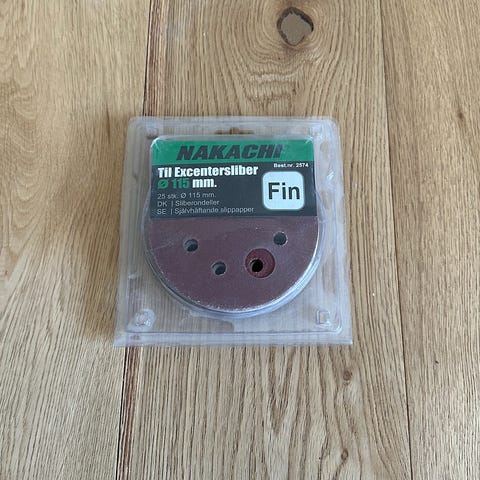 NAKACHI
Best.nr. 2574
Til Excentersliber
Ø 115 mm.
Fin
25 stk. Ø 115 mm.
DK | Sliberondeller
SE | Självhäftande slippapper